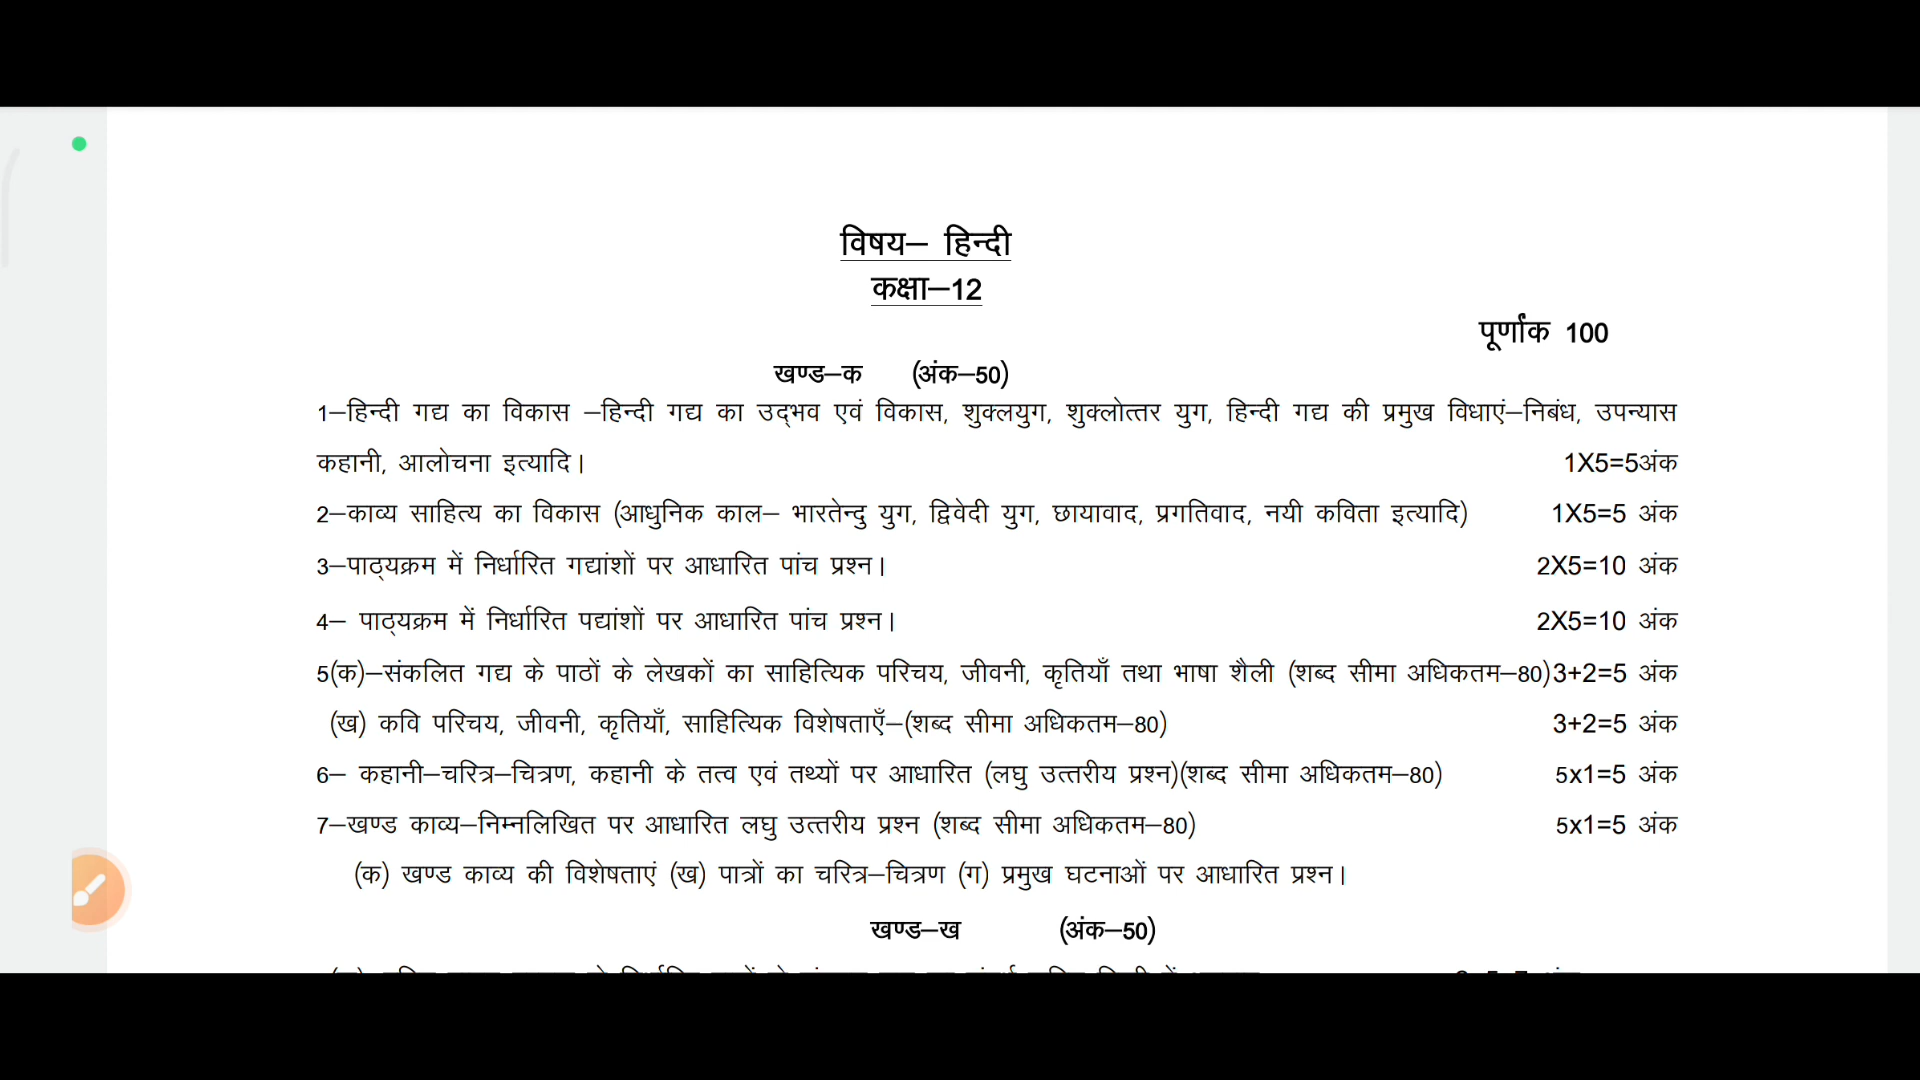 विषय– हिन्दी
कक्षा–12
पूर्णांक 100
खण्ड–क (अंक–50)
1–हिन्दी गद्य का विकास –हिन्दी गद्य का उद्भव एवं विकास, शुक्लयुग, शुक्लोत्तर युग, हिन्दी गद्य की प्रमुख विधाएं–निबंध, उपन्यास
कहानी, आलोचना इत्यादि। 1X5=5अंक
2–काव्य साहित्य का विकास (आधुनिक काल– भारतेन्दु युग, द्विवेदी युग, छायावाद, प्रगतिवाद, नयी कविता इत्यादि) 1X5=5 अंक
3–पाठ्यक्रम में निर्धारित गद्यांशों पर आधारित पांच प्रश्न। 2X5=10 अंक
4– पाठ्यक्रम में निर्धारित पद्यांशों पर आधारित पांच प्रश्न। 2X5=10 अंक
5(क)–संकलित गद्य के पाठों के लेखकों का साहित्यिक परिचय, जीवनी, कृतियाँ तथा भाषा शैली (शब्द सीमा अधिकतम–80) 3+2=5 अंक
(ख) कवि परिचय, जीवनी, कृतियाँ, साहित्यिक विशेषताएँ–(शब्द सीमा अधिकतम–80) 3+2=5 अंक
6– कहानी–चरित्र–चित्रण, कहानी के तत्व एवं तथ्यों पर आधारित (लघु उत्तरीय प्रश्न)(शब्द सीमा अधिकतम–80) 5x1=5 अंक
7–खण्ड काव्य–निम्नलिखित पर आधारित लघु उत्तरीय प्रश्न (शब्द सीमा अधिकतम–80) 5x1=5 अंक
(क) खण्ड काव्य की विशेषताएं (ख) पात्रों का चरित्र–चित्रण (ग) प्रमुख घटनाओं पर आधारित प्रश्न।
खण्ड–ख (अंक–50)